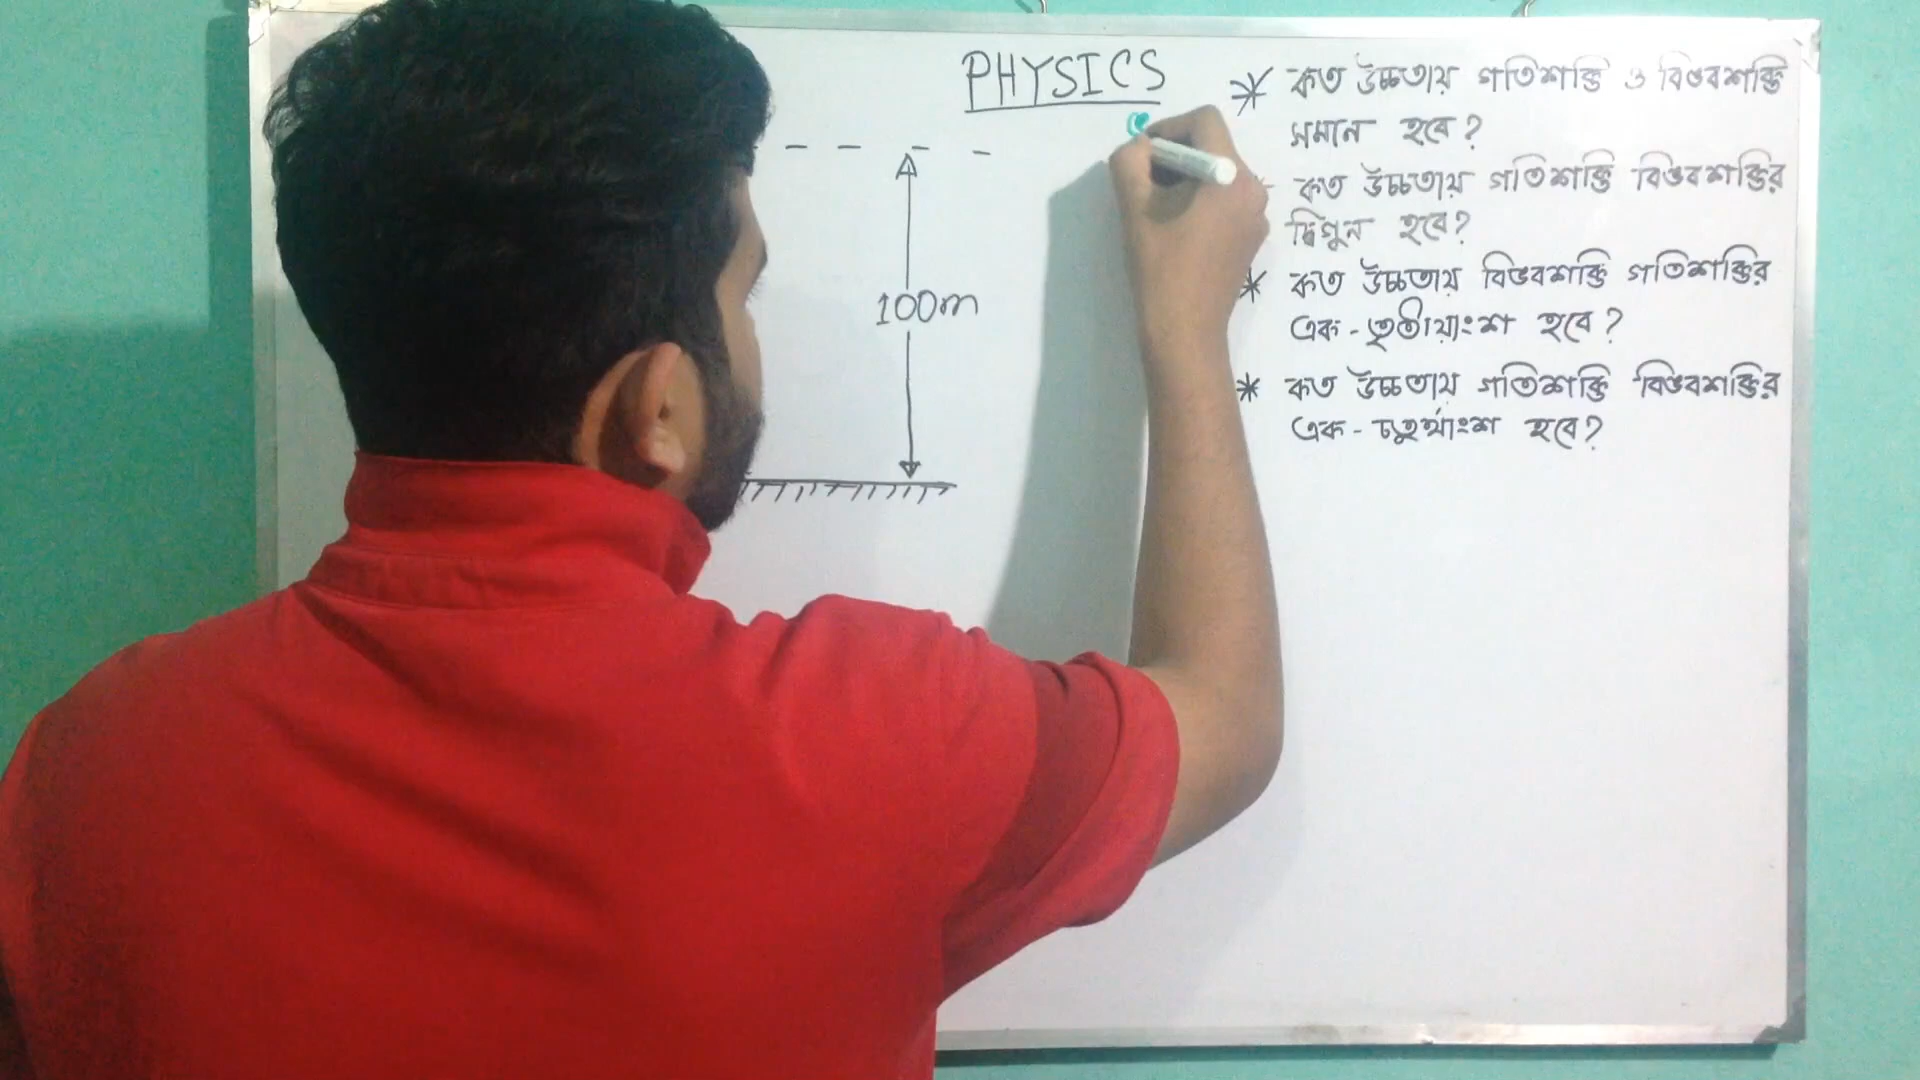 PHYSICS
100m
* কত উচ্চতায় গতিশক্তি ও বিভবশক্তি
সমান হবে?
কত উচ্চতায় গতিশক্তি বিভবশক্তির
দ্বিগুন হবে?
* কত উচ্চতায় বিভবশক্তি গতিশক্তির
এক-তৃতীয়াংশ হবে?
* কত উচ্চতায় গতিশক্তি বিভবশক্তির
এক-চতুর্থাংশ হবে?